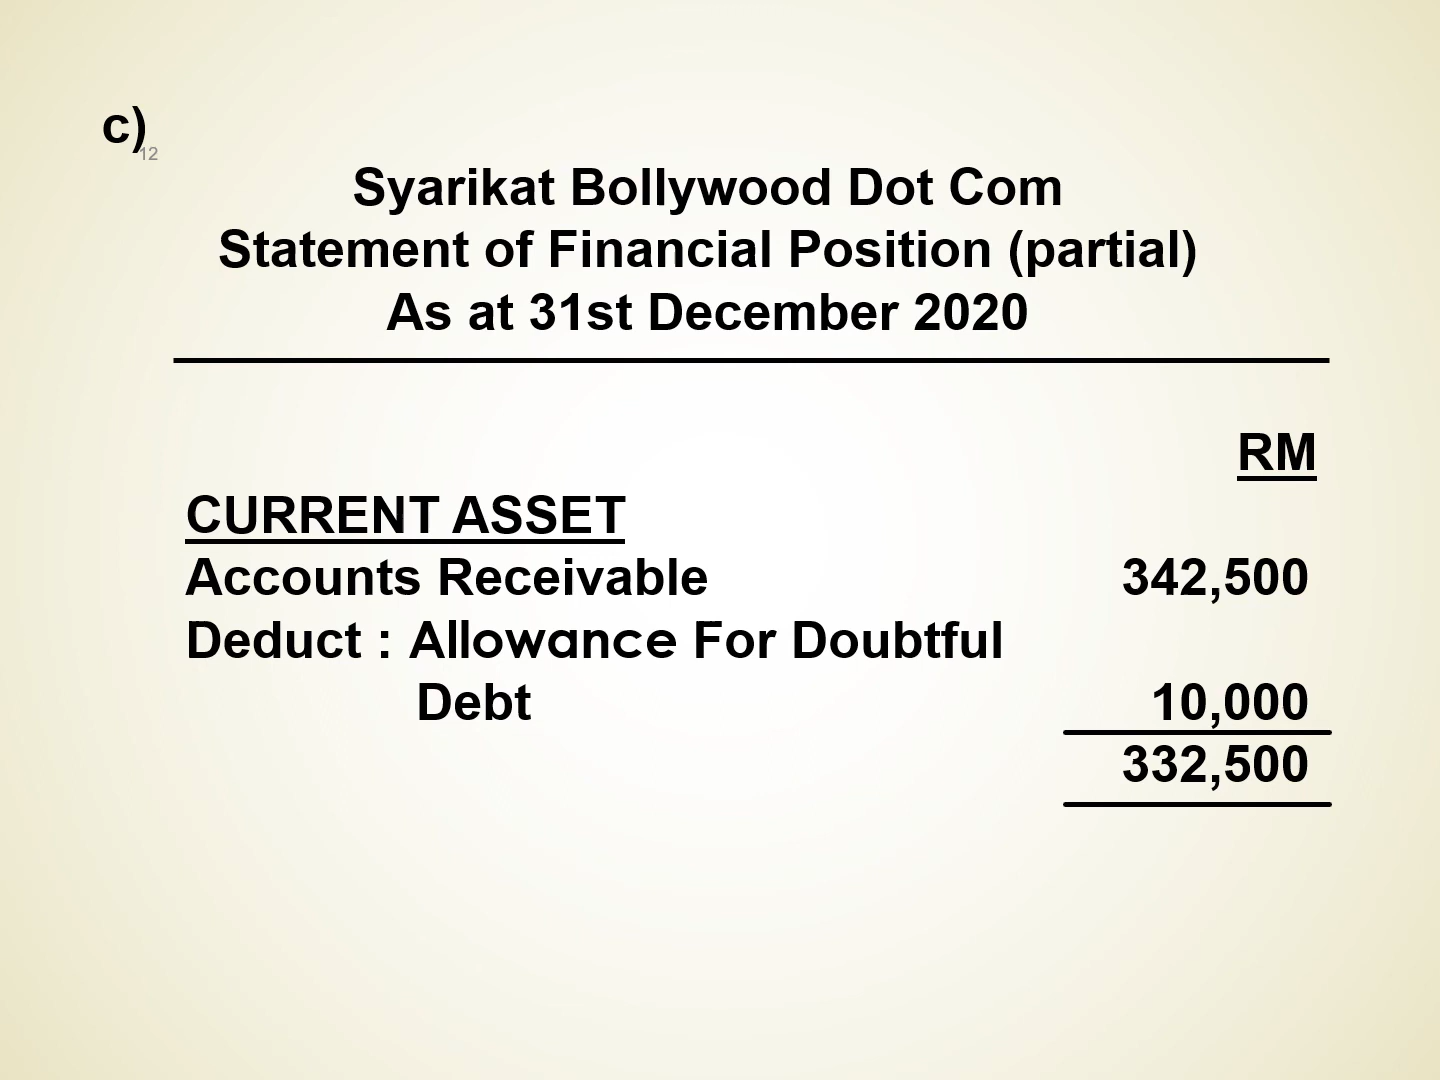 c)
12
Syarikat Bollywood Dot Com
Statement of Financial Position (partial)
As at 31st December 2020
RM
CURRENT ASSET
Accounts Receivable 342,500
Deduct : Allowance For Doubtful
Debt 10,000
332,500